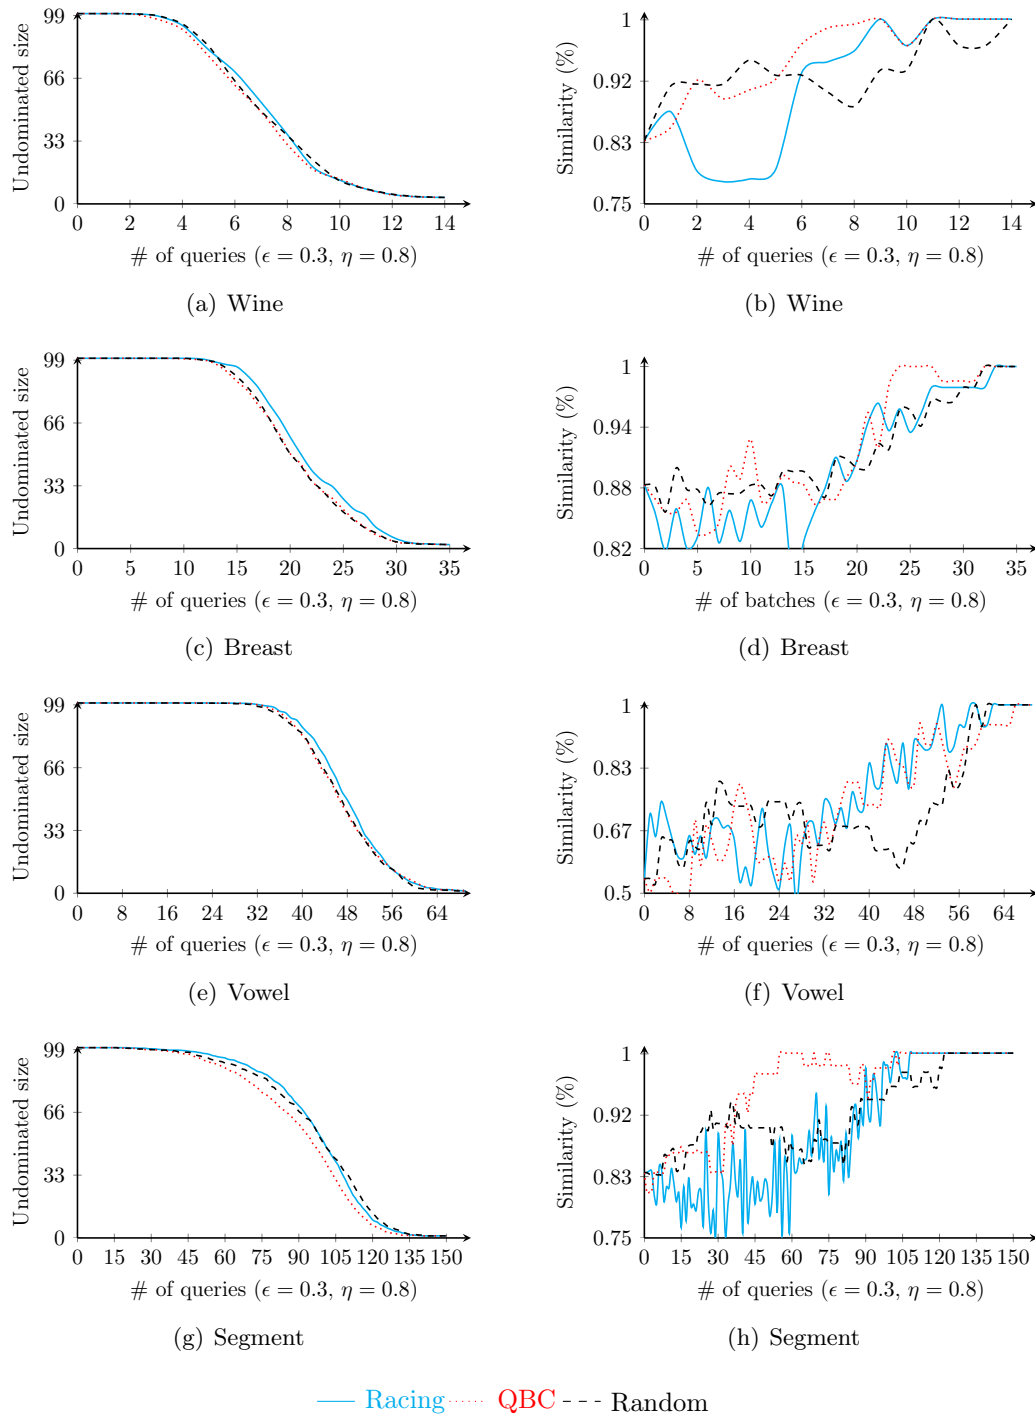 Undominated size
99
66
33
0
0 2 4 6 8 10 12 14
# of queries (ϵ = 0.3, η = 0.8)
(a) Wine
Similarity (%)
1
0.92
0.83
0.75
0 2 4 6 8 10 12 14
# of queries (ϵ = 0.3, η = 0.8)
(b) Wine
Undominated size
99
66
33
0
0 5 10 15 20 25 30 35
# of queries (ϵ = 0.3, η = 0.8)
(c) Breast
Similarity (%)
1
0.94
0.88
0.82
0 5 10 15 20 25 30 35
# of batches (ϵ = 0.3, η = 0.8)
(d) Breast
Undominated size
99
66
33
0
0 8 16 24 32 40 48 56 64
# of queries (ϵ = 0.3, η = 0.8)
(e) Vowel
Similarity (%)
1
0.83
0.67
0.5
0 8 16 24 32 40 48 56 64
# of queries (ϵ = 0.3, η = 0.8)
(f) Vowel
Undominated size
99
66
33
0
0 15 30 45 60 75 90 105 120 135 150
# of queries (ϵ = 0.3, η = 0.8)
(g) Segment
Similarity (%)
1
0.92
0.83
0.75
0 15 30 45 60 75 90 105 120 135 150
# of queries (ϵ = 0.3, η = 0.8)
(h) Segment
Racing QBC Random